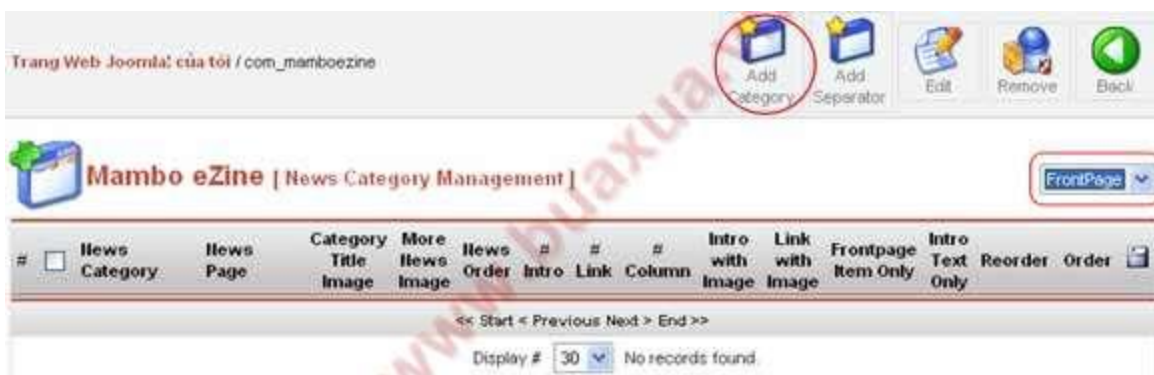 Trang Web Joomla! của tôi / com_mamboezine
Add Category
Add Separator
Edit
Remove
Back
Mambo eZine [ News Category Management ]
FrontPage
# News Category News Page Category Title Image More News Image News Order # Intro # Link # Column Intro with Image Link with Image Frontpage Item Only Intro Text Only Reorder Order
<< Start < Previous Next > End >>
Display # 30 No records found.
www.buaxua.